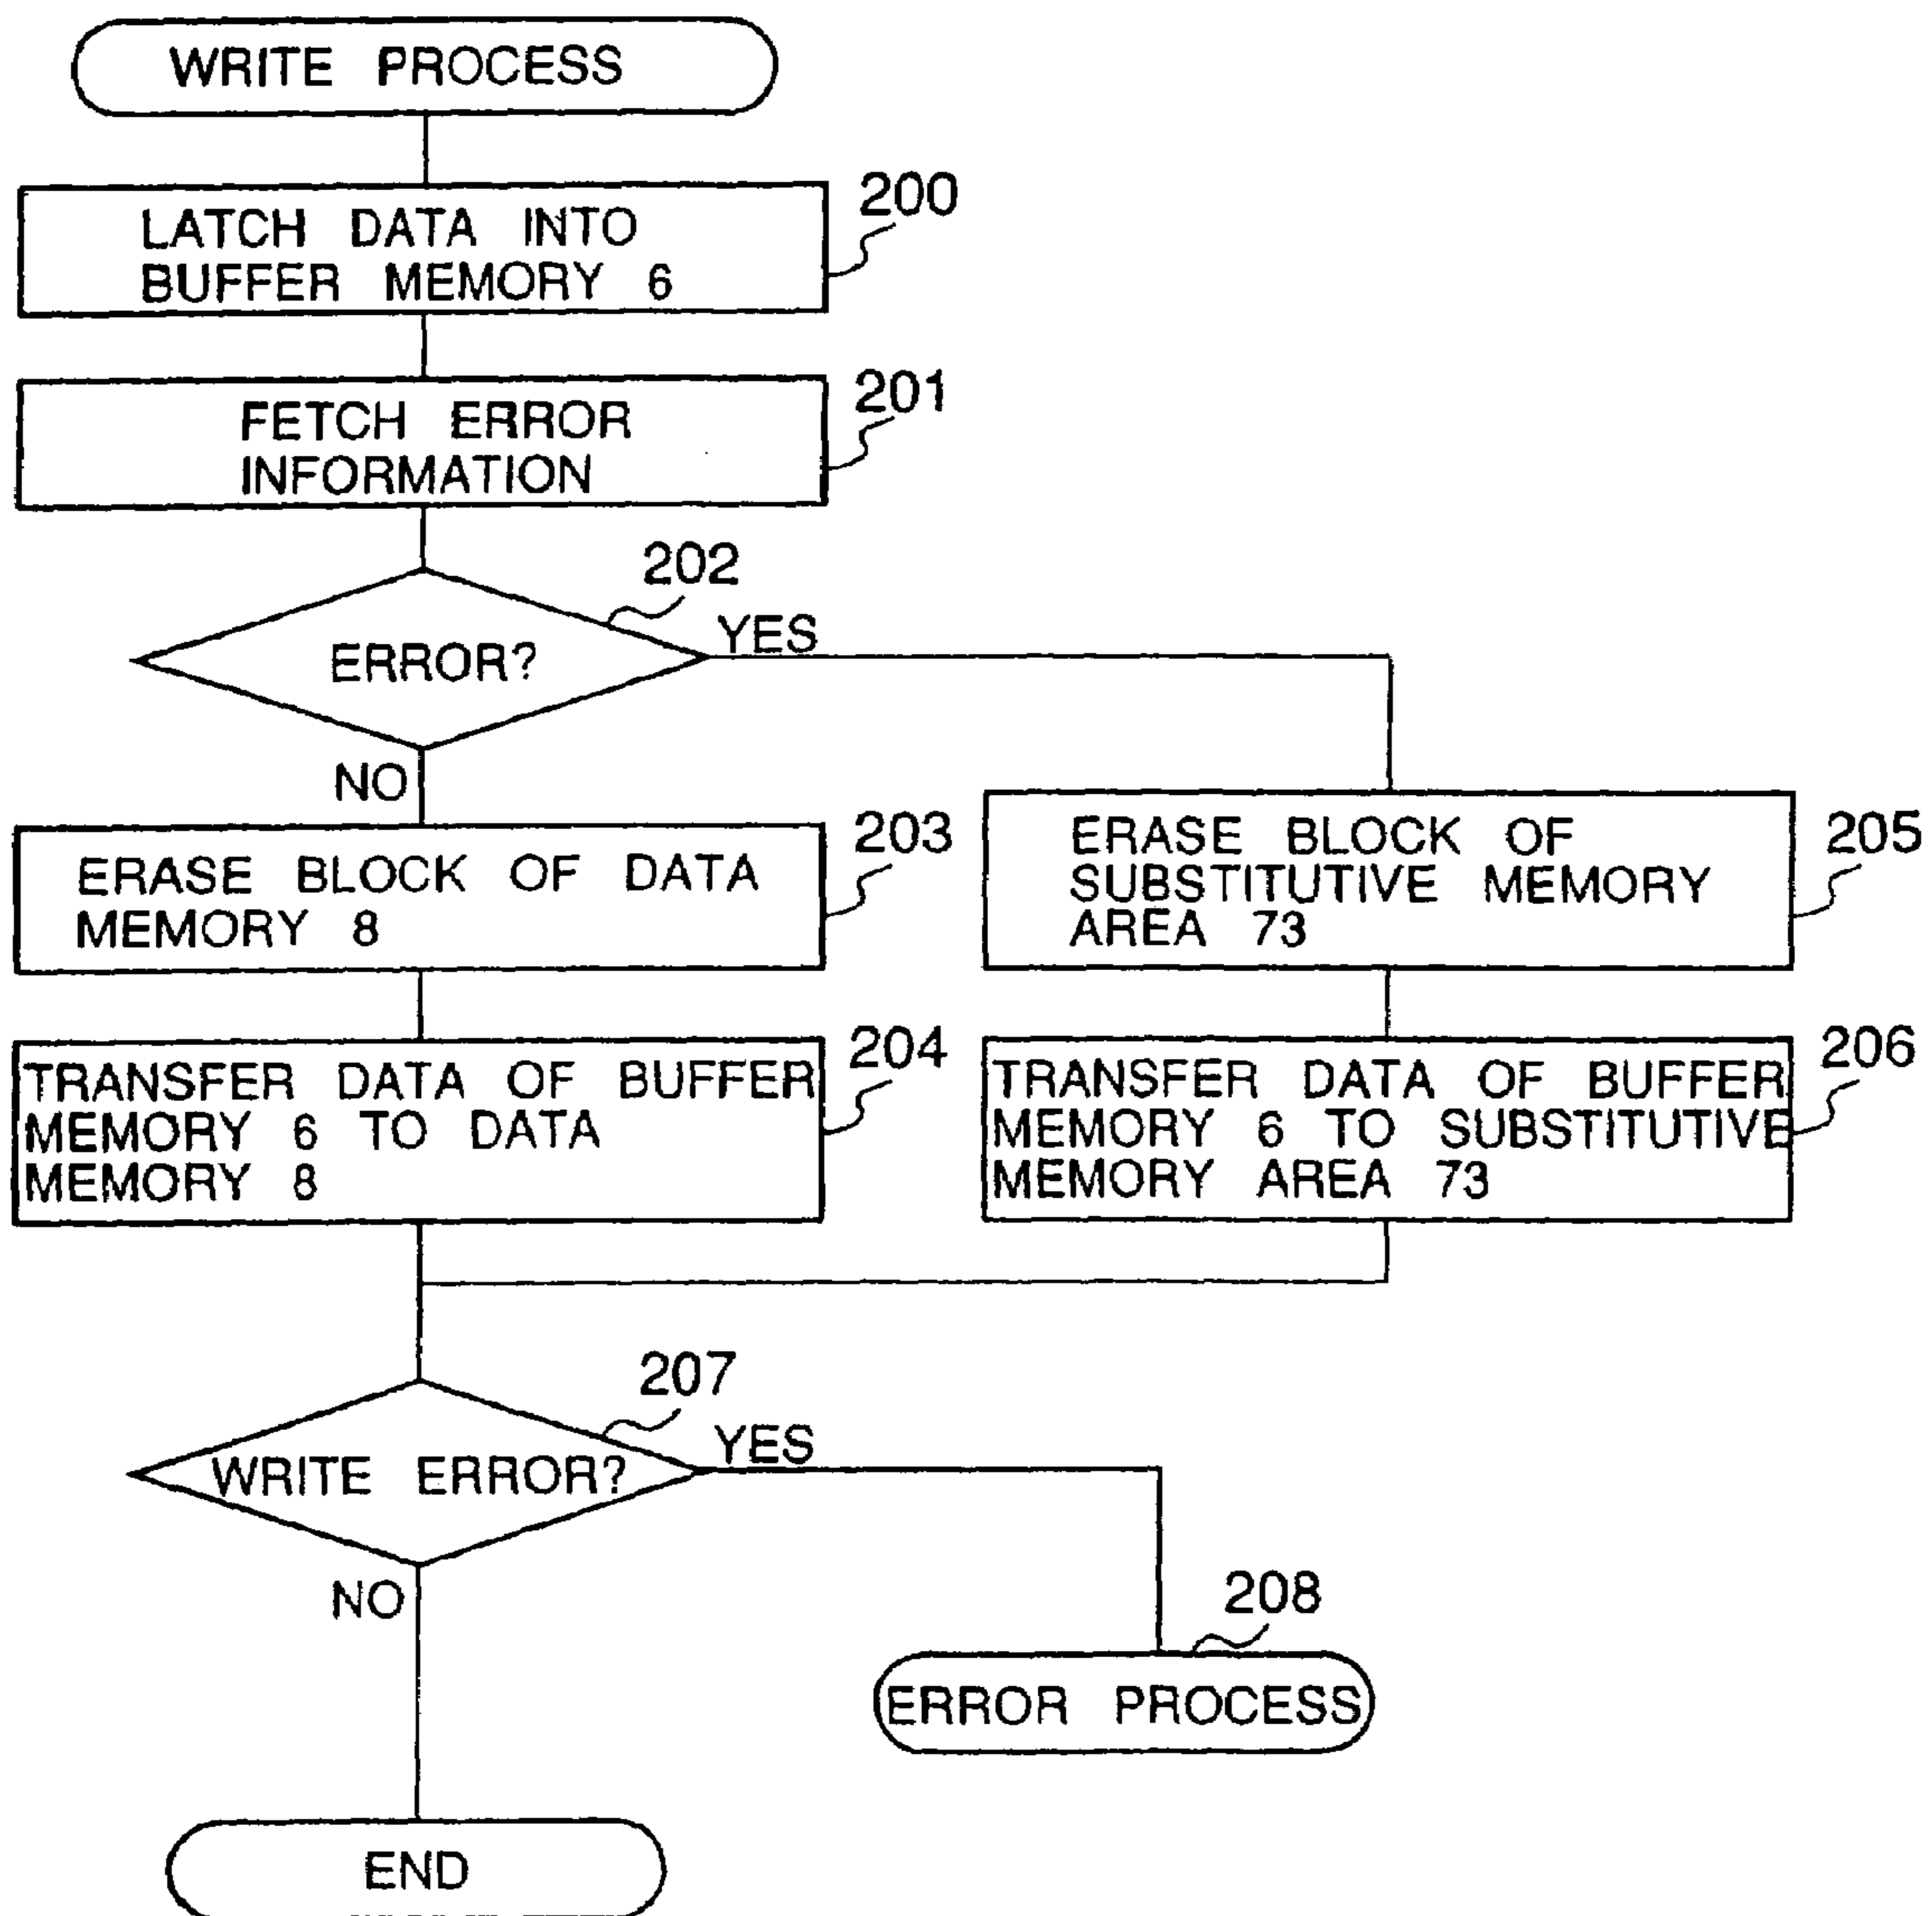 WRITE PROCESS
200
LATCH DATA INTO
BUFFER MEMORY 6
201
FETCH ERROR
INFORMATION
202
YES
ERROR?
NO
203
ERASE BLOCK OF DATA
MEMORY 8
205
ERASE BLOCK OF
SUBSTITUTIVE MEMORY
AREA 73
204
TRANSFER DATA OF BUFFER
MEMORY 6 TO DATA
MEMORY 8
206
TRANSFER DATA OF BUFFER
MEMORY 6 TO SUBSTITUTIVE
MEMORY AREA 73
207
YES
WRITE ERROR?
NO
208
ERROR PROCESS
END